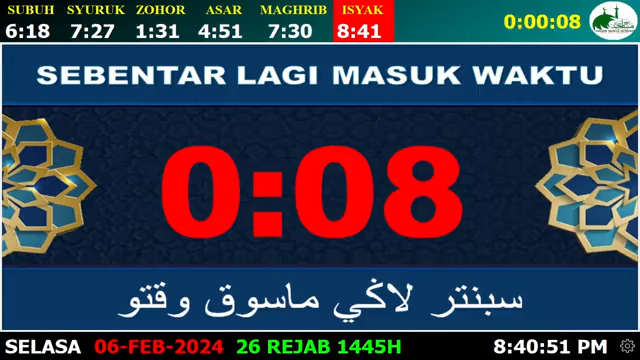 SUBUH SYURUK ZOHOR ASAR MAGHRIB ISYAK
6:18 7:27 1:31 4:51 7:30 8:41 0:00:08
SEBENTAR LAGI MASUK WAKTU
0:08
سبنتر لاݢي ماسوق وقتو
SELASA 06-FEB-2024 26 REJAB 1445H 8:40:51 PM